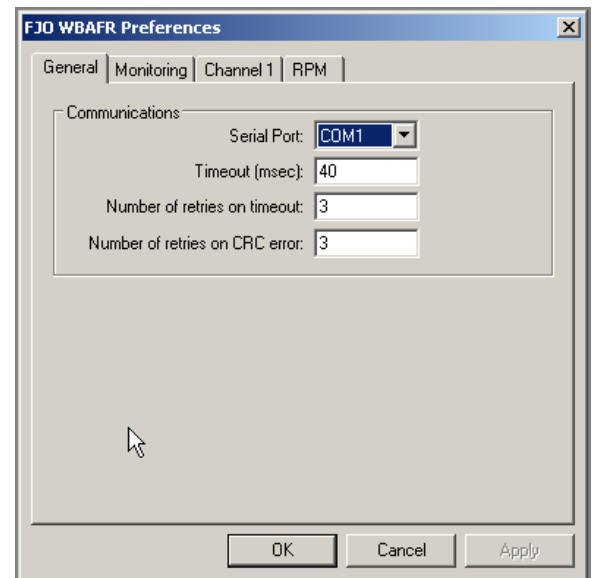 FJO WBAFR Preferences
General Monitoring Channel 1 RPM
Communications
Serial Port: COM1
Timeout (msec): 40
Number of retries on timeout: 3
Number of retries on CRC error: 3
OK Cancel Apply